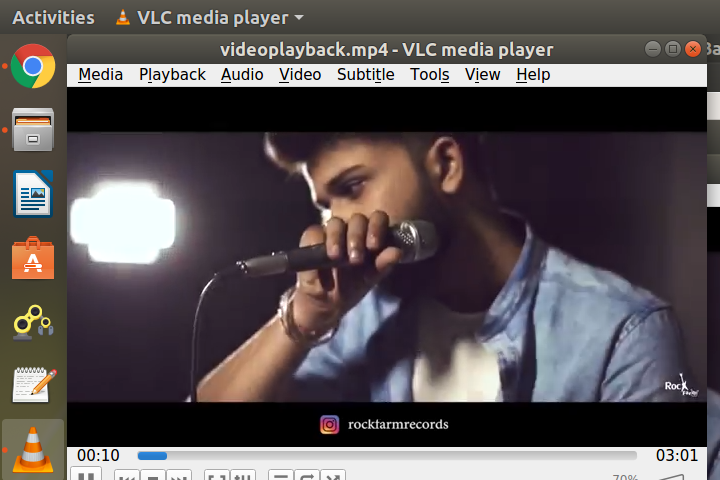 Activities VLC media player
videoplayback.mp4 - VLC media player
Media Playback Audio Video Subtitle Tools View Help
Rock
Farm
rockfarmrecords
00:10 03:01
70%